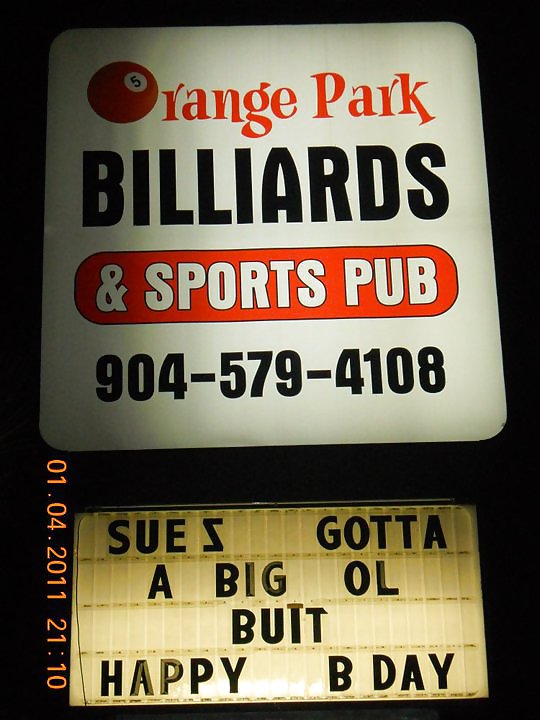 5
Orange Park
BILLIARDS
& SPORTS PUB
904-579-4108
SUE Z GOTTA
A BIG OL
BUIT
HAPPY B DAY
01.04.2011 21:10